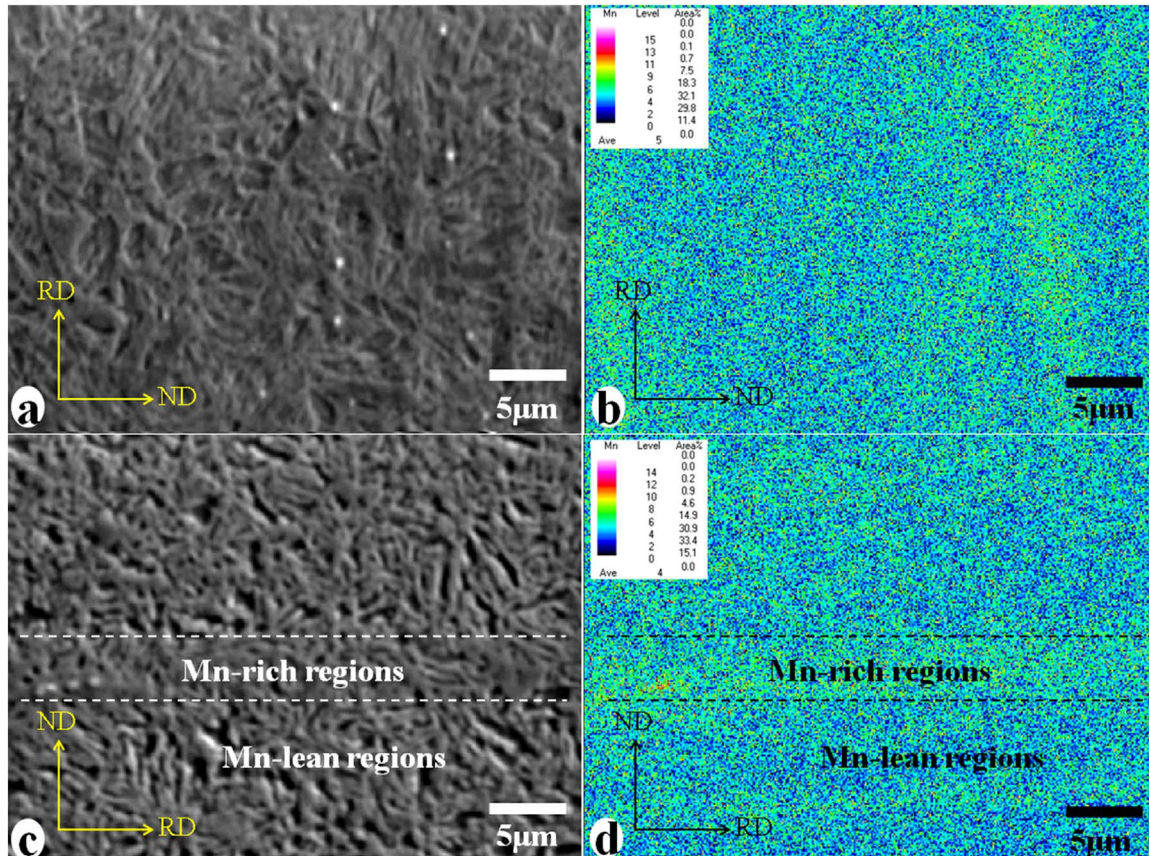 RD
ND
a
5μm
Mn Level Area%
0.0
15 0.0
13 0.1
11 0.7
9 7.5
6 18.3
4 32.1
2 29.8
0 11.4
0.0
Ave 5
RD
ND
b
5μm
Mn-rich regions
ND
Mn-lean regions
RD
c
5μm
Mn Level Area%
0.0
14 0.0
12 0.2
10 0.9
8 4.6
6 14.9
4 30.9
2 33.4
0 15.1
0.0
Ave 4
Mn-rich regions
ND
Mn-lean regions
RD
d
5μm